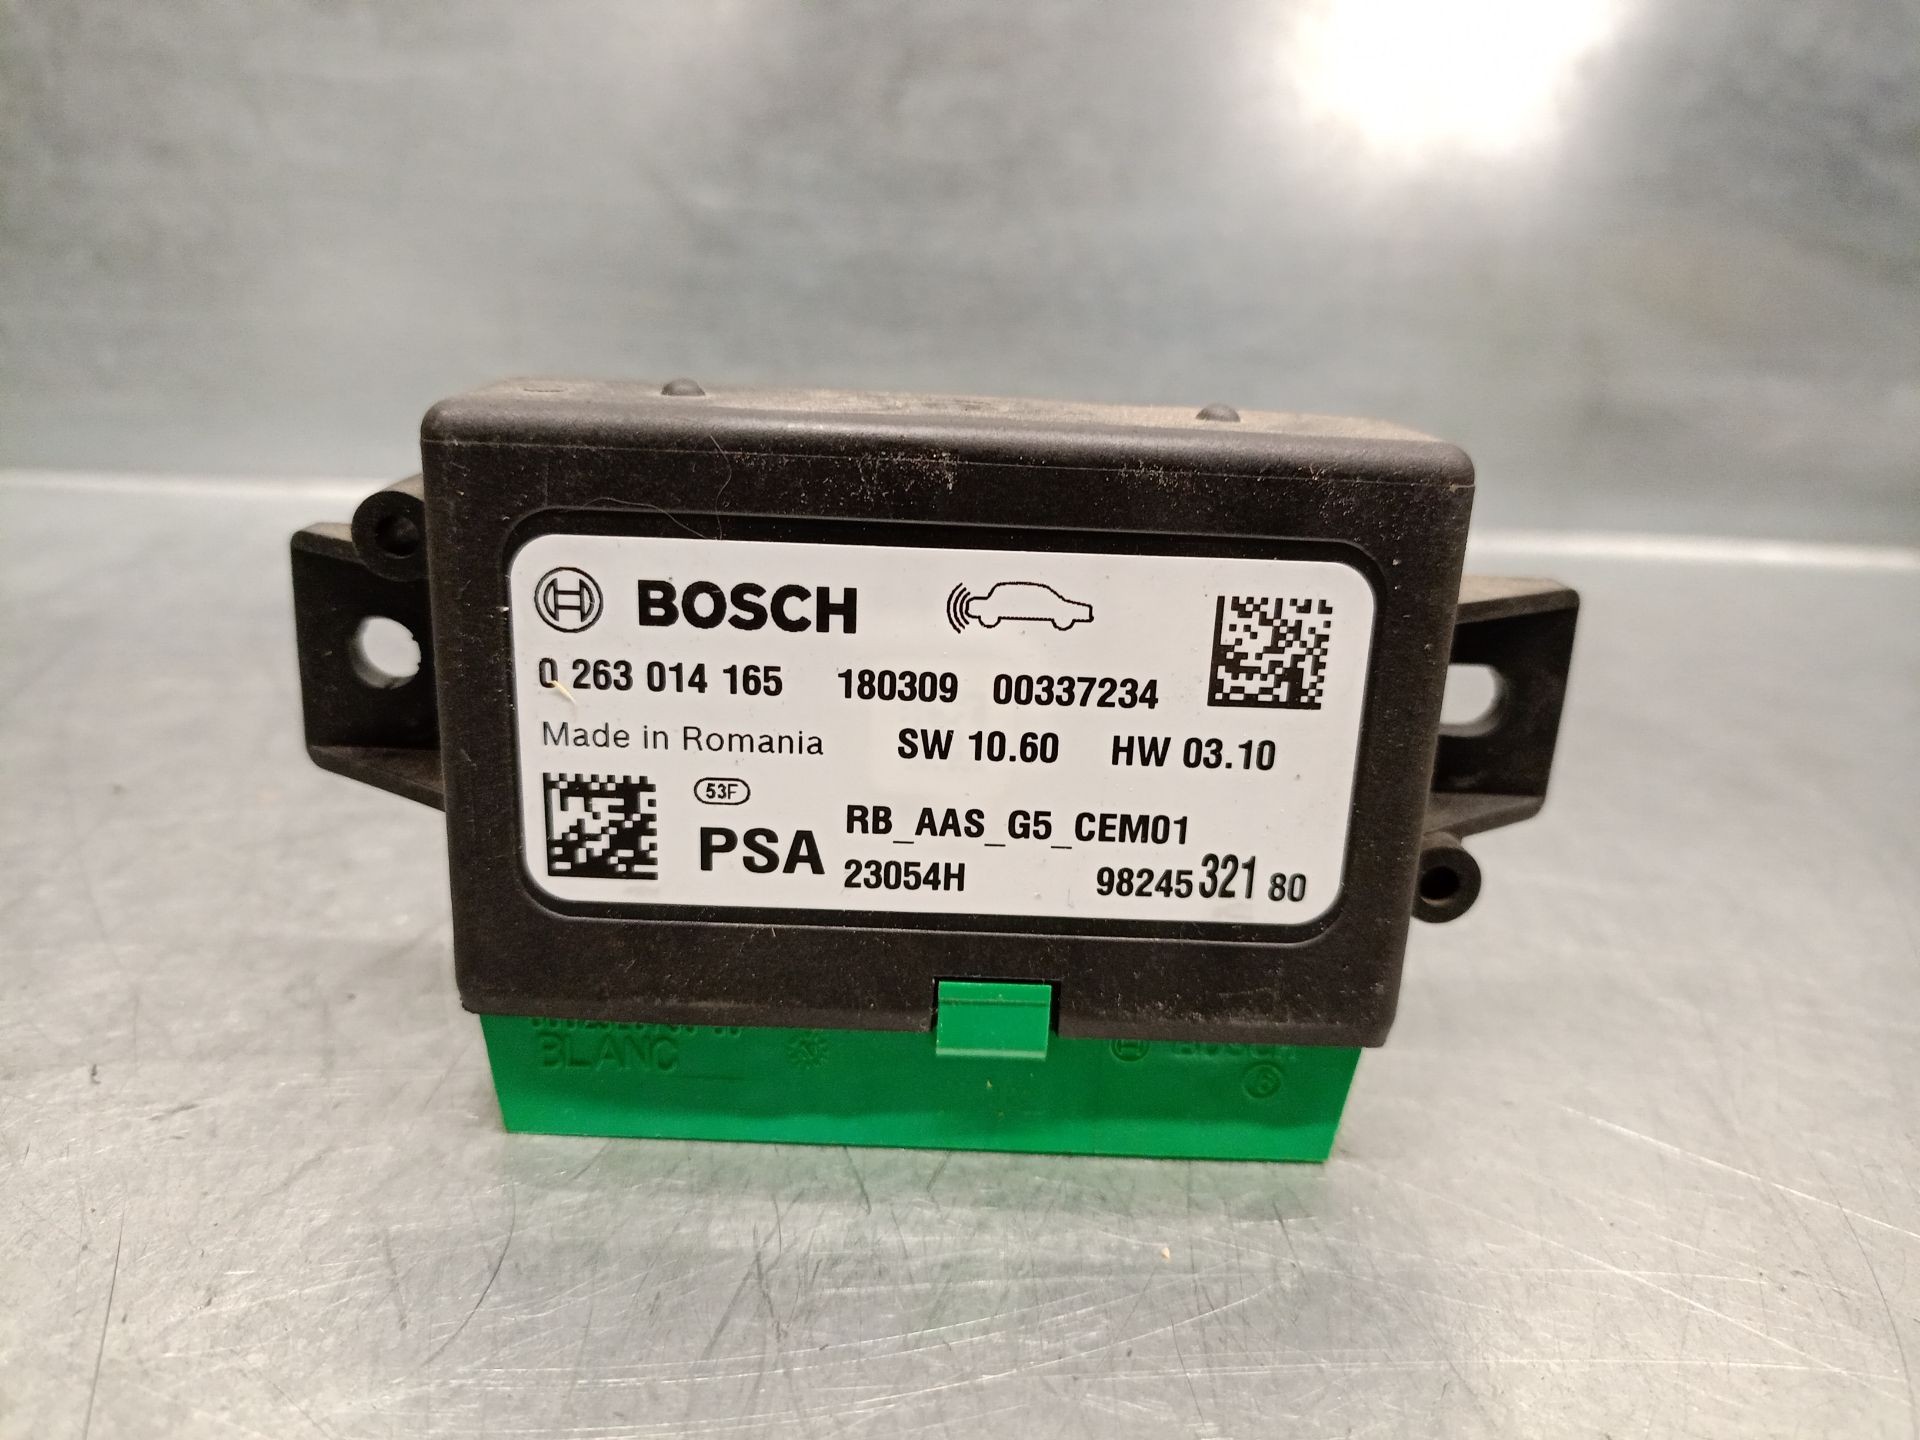 BOSCH
0 263 014 165 180309 00337234
Made in Romania SW 10.60 HW 03.10
53F
PSA RB_AAS_G5_CEM01
23054H 98245 321 80
BLANC
BOSCH